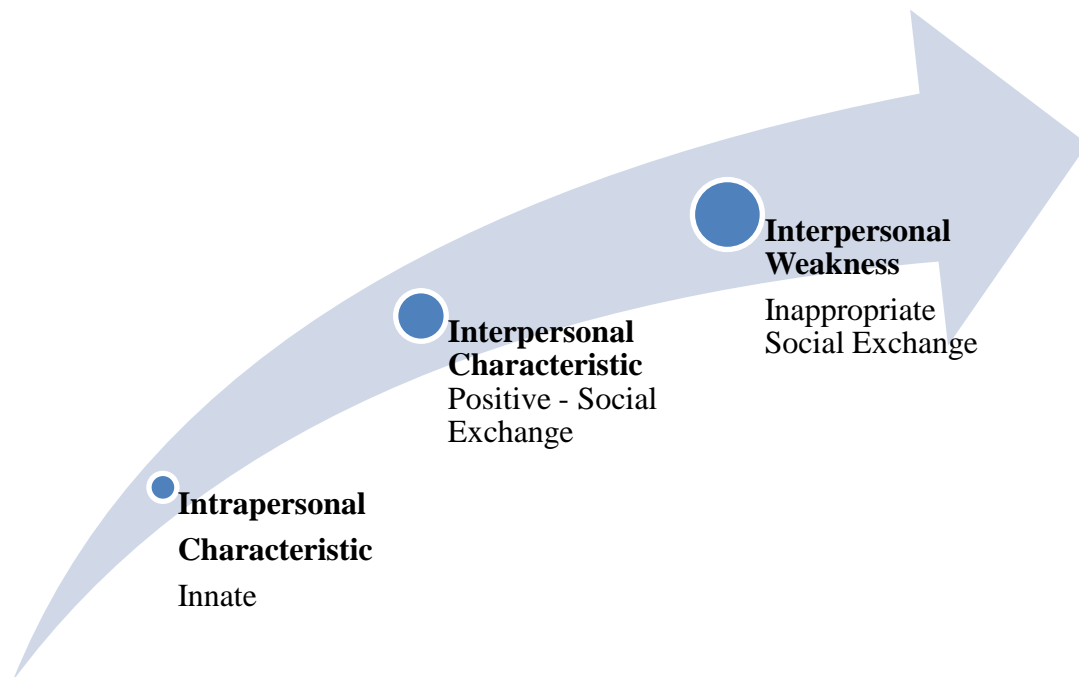 Interpersonal
Weakness
Inappropriate
Social Exchange
Interpersonal
Characteristic
Positive - Social
Exchange
Intrapersonal
Characteristic
Innate